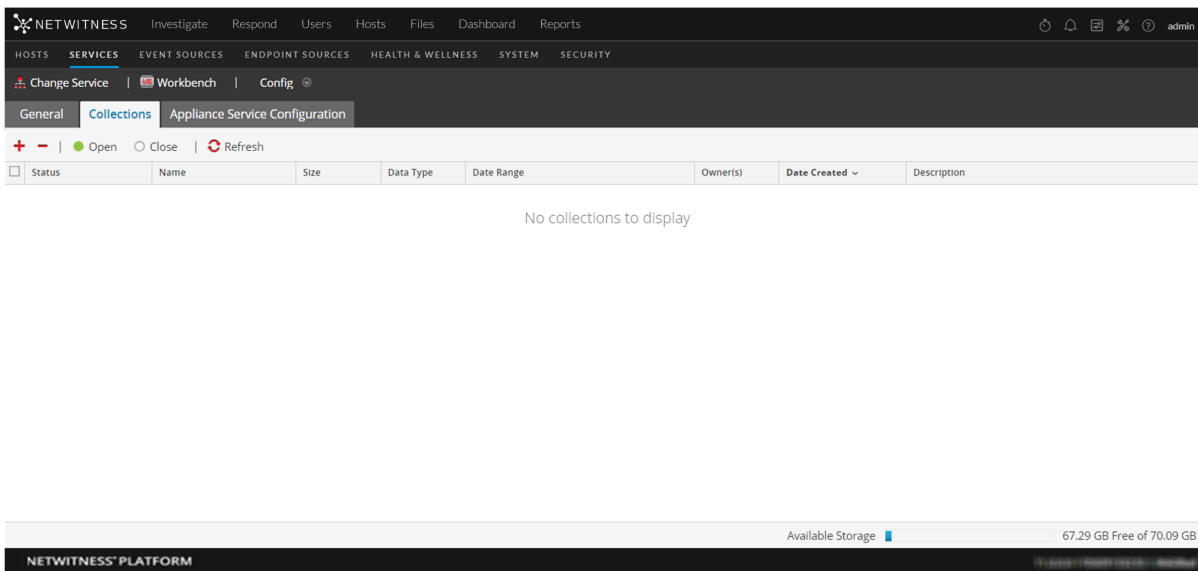 NETWITNESS Investigate Respond Users Hosts Files Dashboard Reports admin
HOSTS SERVICES EVENT SOURCES ENDPOINT SOURCES HEALTH & WELLNESS SYSTEM SECURITY
Change Service | Workbench | Config
General Collections Appliance Service Configuration
+ − | Open Close | Refresh
Status Name Size Data Type Date Range Owner(s) Date Created Description
No collections to display
Available Storage 67.29 GB Free of 70.09 GB
NETWITNESS PLATFORM